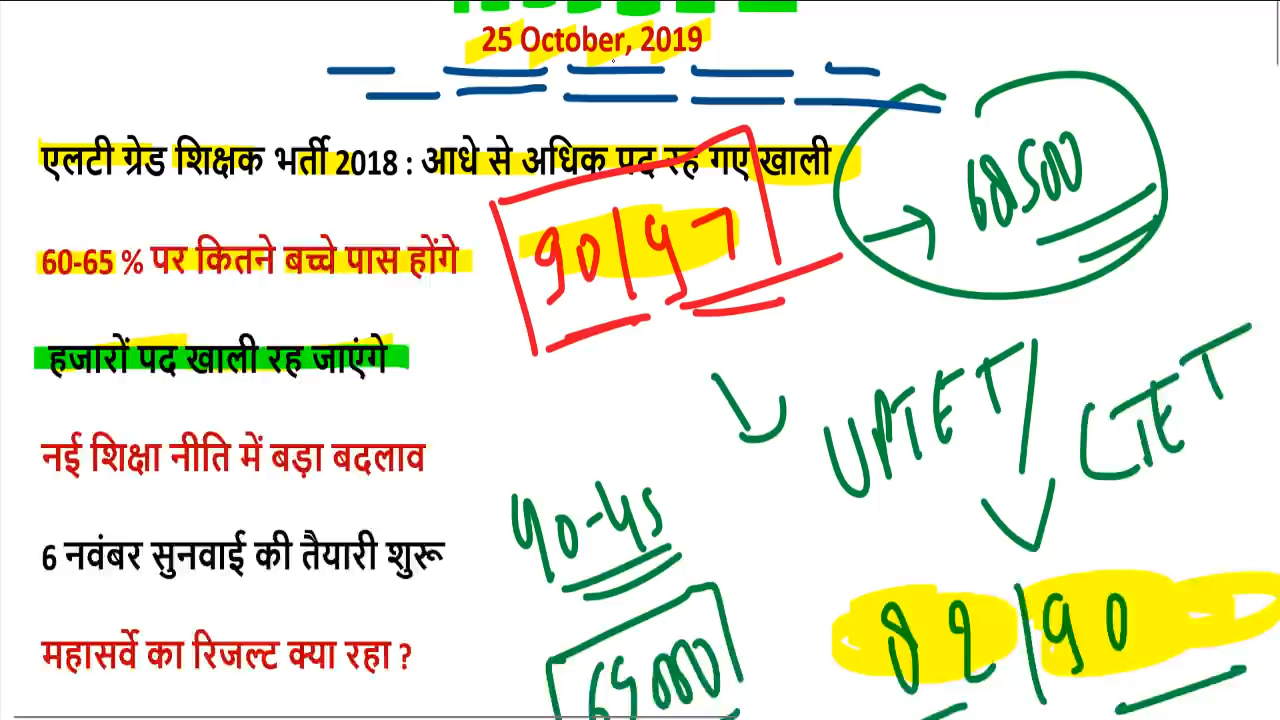 25 October, 2019
एलटी ग्रेड शिक्षक भर्ती 2018 : आधे से अधिक पद रह गए खाली
68500
60-65 % पर कितने बच्चे पास होंगे
90/97
हजारों पद खाली रह जाएंगे
UPTET/
CTET
नई शिक्षा नीति में बड़ा बदलाव
40-45
6 नवंबर सुनवाई की तैयारी शुरू
82/90
महासर्वे का रिजल्ट क्या रहा ?
69000